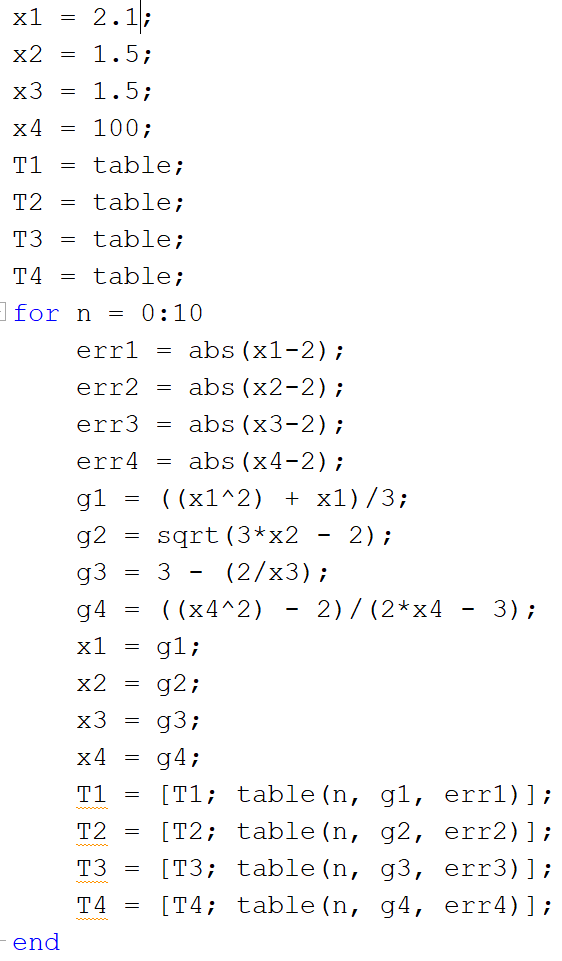 x1 = 2.1;
x2 = 1.5;
x3 = 1.5;
x4 = 100;
T1 = table;
T2 = table;
T3 = table;
T4 = table;
for n = 0:10
    err1 = abs(x1-2);
    err2 = abs(x2-2);
    err3 = abs(x3-2);
    err4 = abs(x4-2);
    g1 = ((x1^2) + x1)/3;
    g2 = sqrt(3*x2 - 2);
    g3 = 3 - (2/x3);
    g4 = ((x4^2) - 2)/(2*x4 - 3);
    x1 = g1;
    x2 = g2;
    x3 = g3;
    x4 = g4;
    T1 = [T1; table(n, g1, err1)];
    T2 = [T2; table(n, g2, err2)];
    T3 = [T3; table(n, g3, err3)];
    T4 = [T4; table(n, g4, err4)];
end